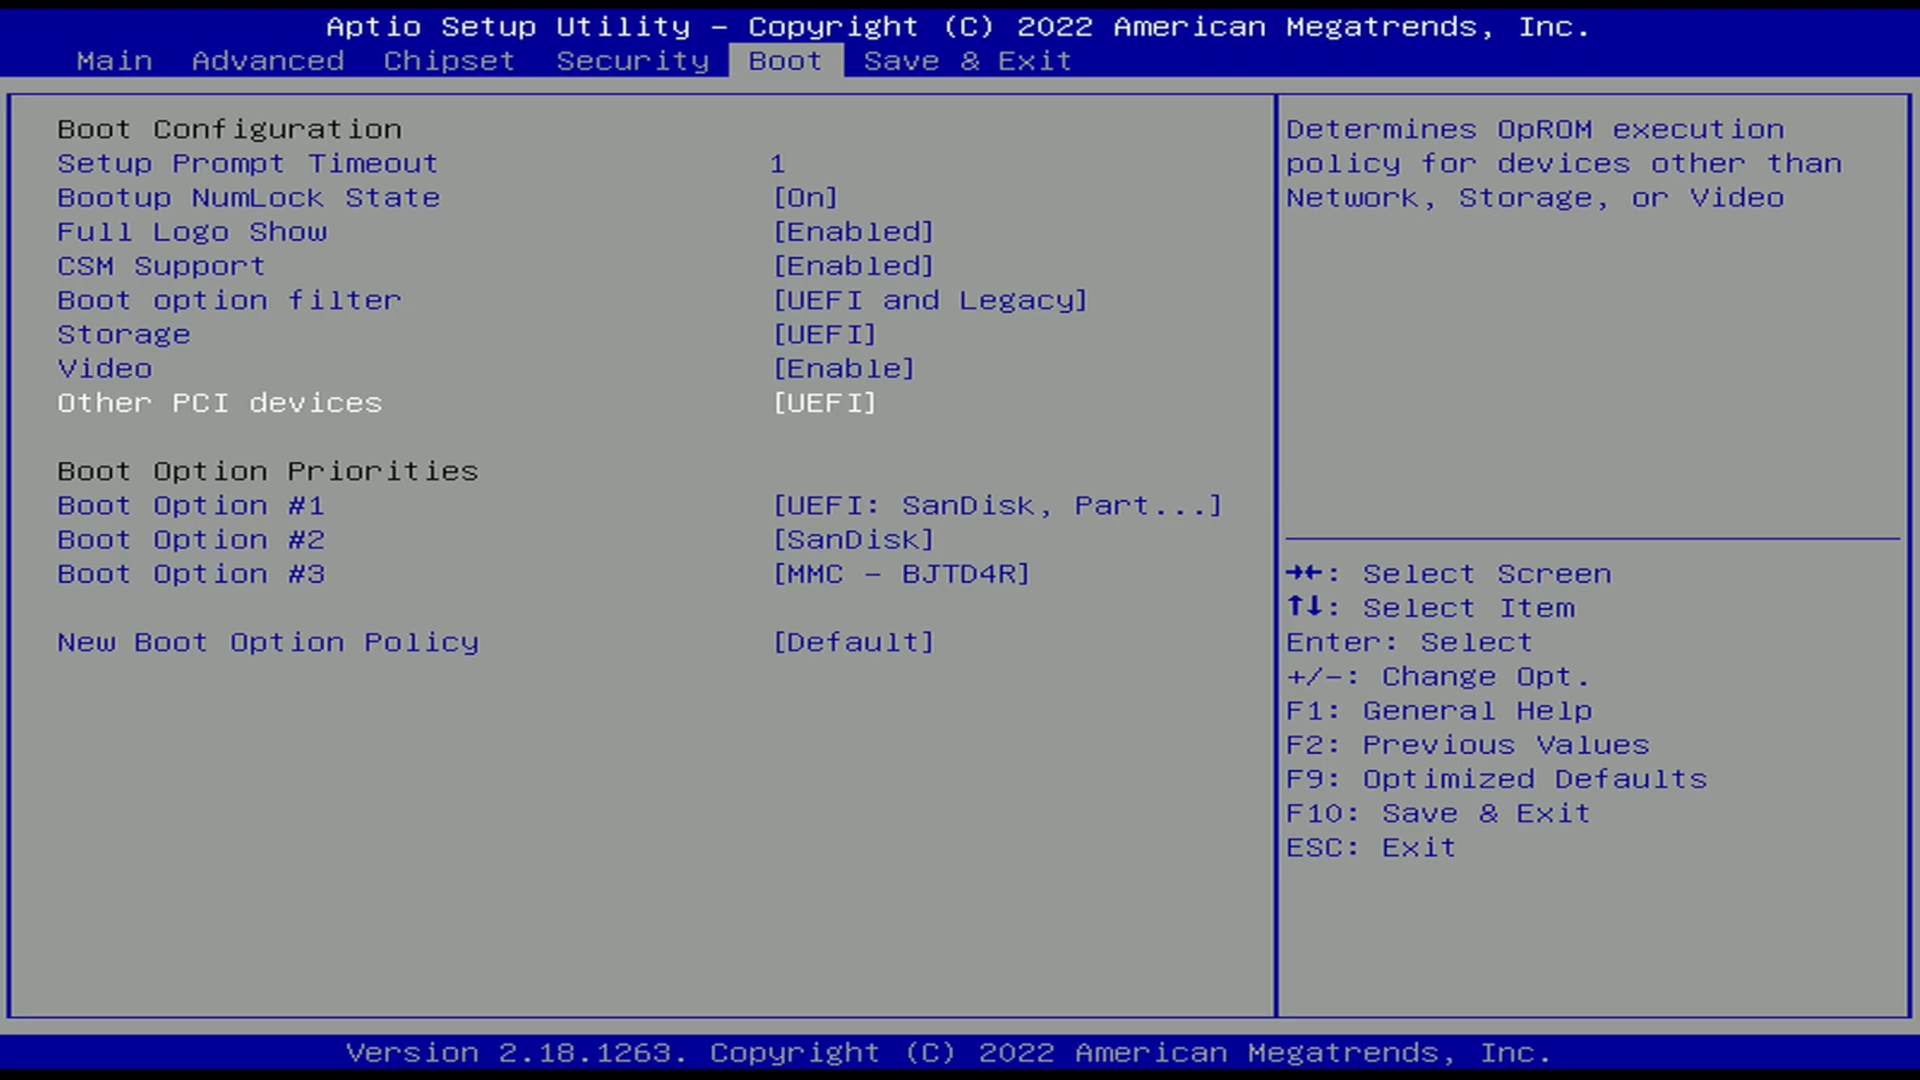 Aptio Setup Utility – Copyright (C) 2022 American Megatrends, Inc.
Main Advanced Chipset Security Boot Save & Exit
Boot Configuration
Setup Prompt Timeout 1
Bootup NumLock State [On]
Full Logo Show [Enabled]
CSM Support [Enabled]
Boot option filter [UEFI and Legacy]
Storage [UEFI]
Video [Enable]
Other PCI devices [UEFI]
Boot Option Priorities
Boot Option #1 [UEFI: SanDisk, Part...]
Boot Option #2 [SanDisk]
Boot Option #3 [MMC – BJTD4R]
New Boot Option Policy [Default]
Determines OpROM execution
policy for devices other than
Network, Storage, or Video
→←: Select Screen
↑↓: Select Item
Enter: Select
+/–: Change Opt.
F1: General Help
F2: Previous Values
F9: Optimized Defaults
F10: Save & Exit
ESC: Exit
Version 2.18.1263. Copyright (C) 2022 American Megatrends, Inc.